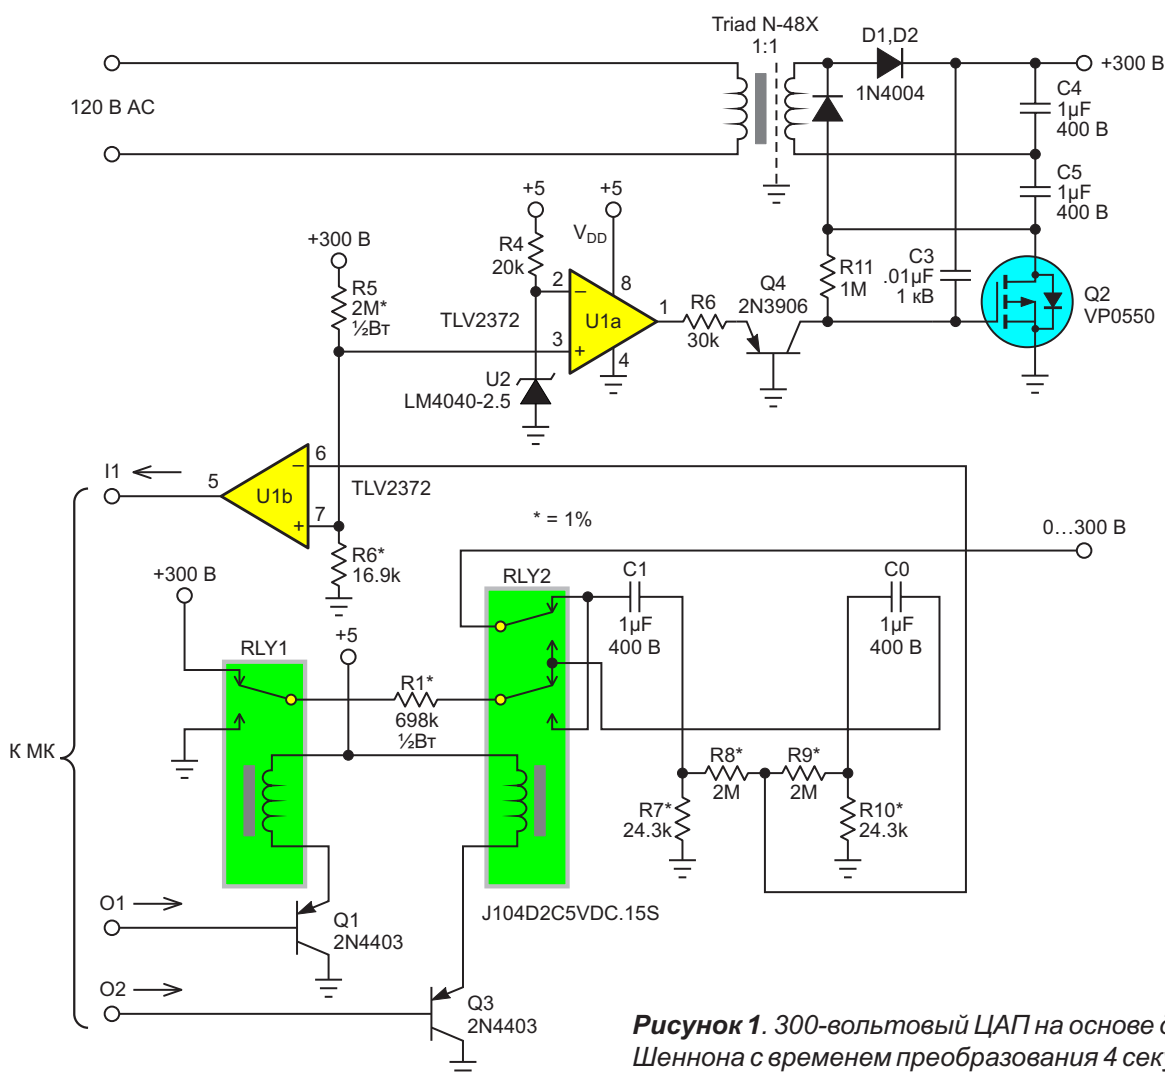 Triad N-48X
1:1
D1,D2
1N4004
+300 В
120 В AC
C4
1µF
400 В
C5
1µF
400 В
+5
+5
V_DD
R4
20k
+300 В
R5
2M*
½Вт
TLV2372
2
3
8
4
1
U1a
U2
LM4040-2.5
R6
30k
Q4
2N3906
R11
1M
C3
.01µF
1 кВ
Q2
VP0550
I1
5
6
7
U1b
TLV2372
* = 1%
R6*
16.9k
0…300 В
+300 В
RLY1
+5
RLY2
C1
1µF
400 В
C0
1µF
400 В
R1*
698k
½Вт
К МК
R8*
2M
R9*
2M
R7*
24.3k
R10*
24.3k
J104D2C5VDC.15S
O1
Q1
2N4403
O2
Q3
2N4403
Рисунок 1. 300-вольтовый ЦАП на основе
Шеннона с временем преобразования 4